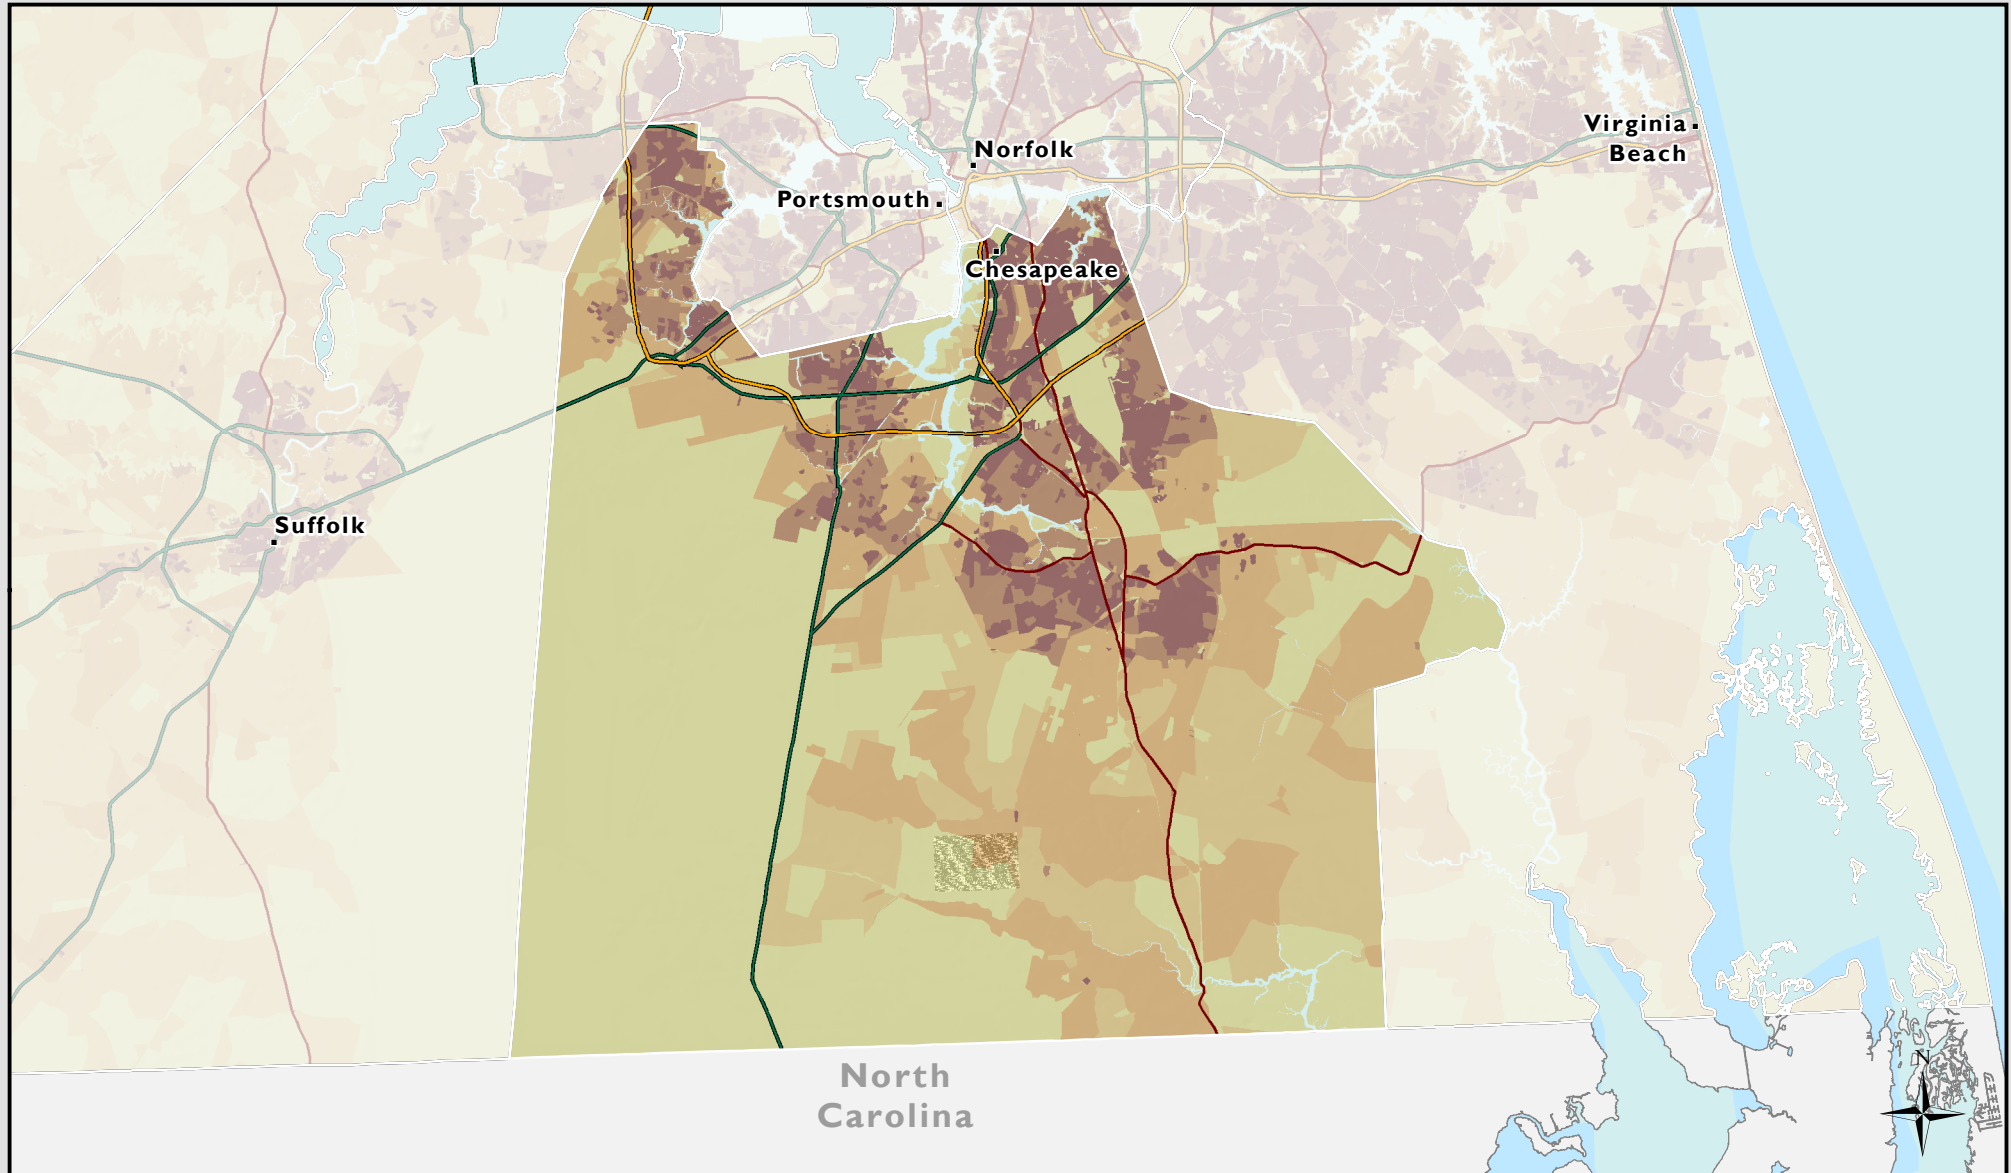 Virginia
Beach
Norfolk
Portsmouth
Chesapeake
Suffolk
North
Carolina
N